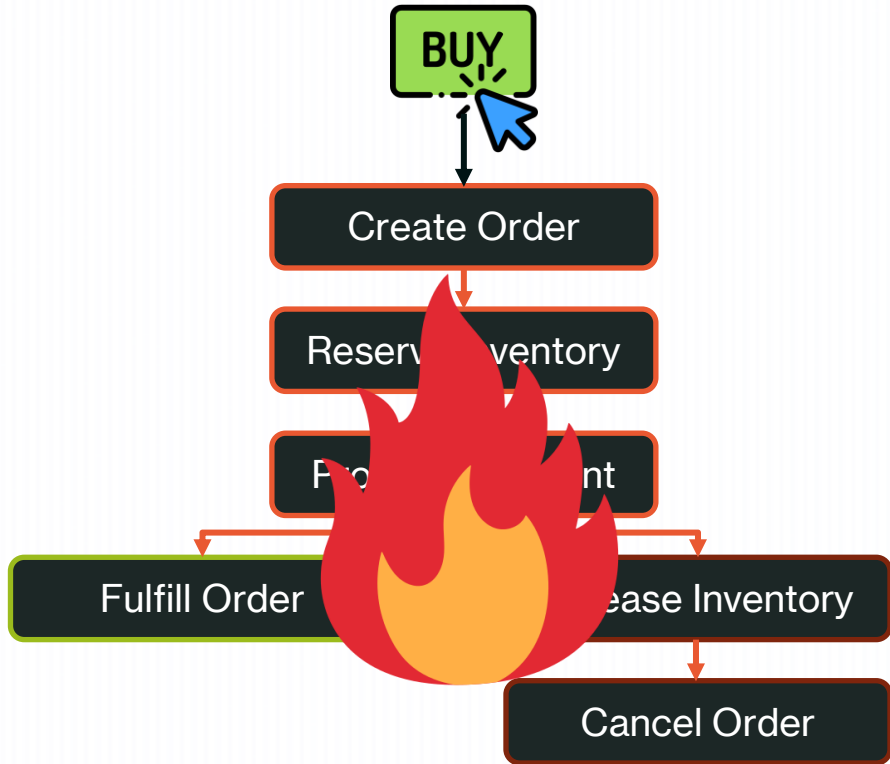 BUY
Create Order
Reserv ventory
Pro nt
Fulfill Order
ease Inventory
Cancel Order